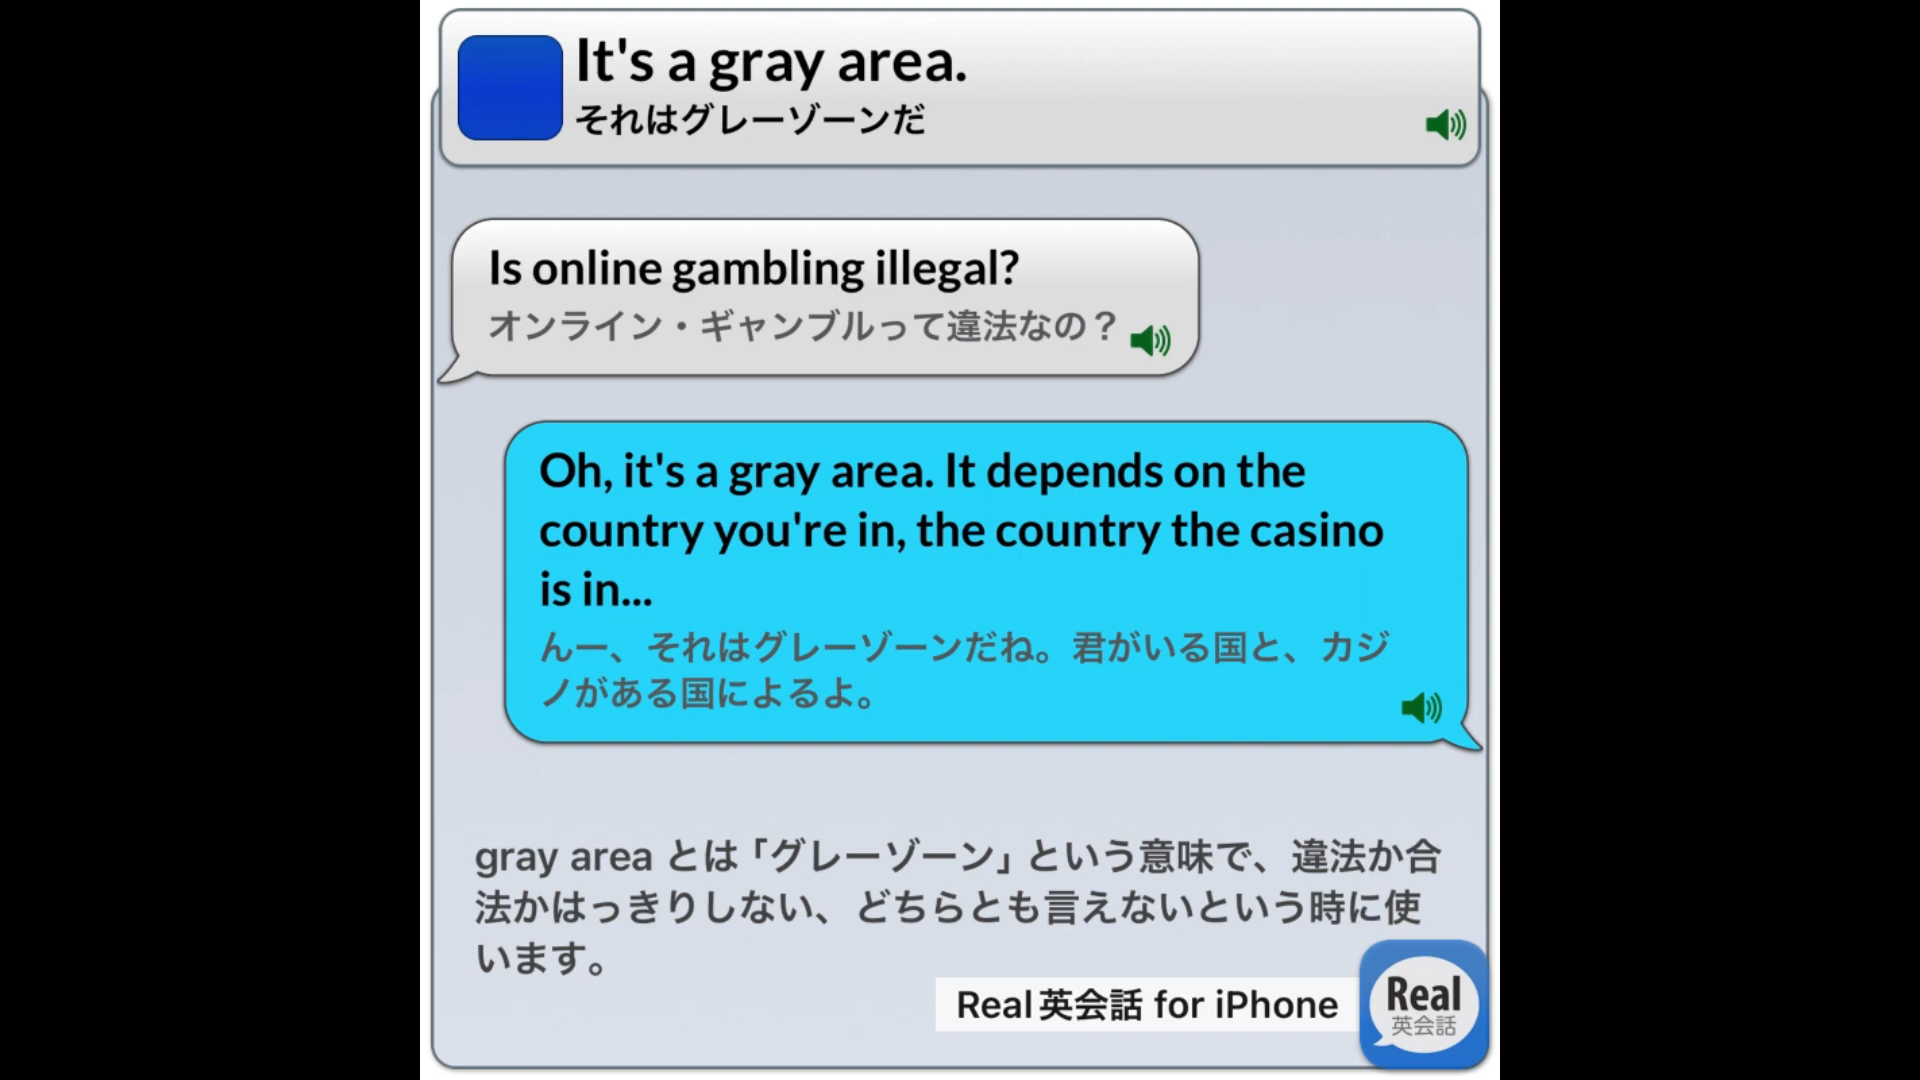 It's a gray area.
それはグレーゾーンだ
Is online gambling illegal?
オンライン・ギャンブルって違法なの？
Oh, it's a gray area. It depends on the
country you're in, the country the casino
is in...
んー、それはグレーゾーンだね。君がいる国と、カジ
ノがある国によるよ。
gray area とは「グレーゾーン」という意味で、違法か合
法かはっきりしない、どちらとも言えないという時に使
います。
Real英会話 for iPhone
Real
英会話